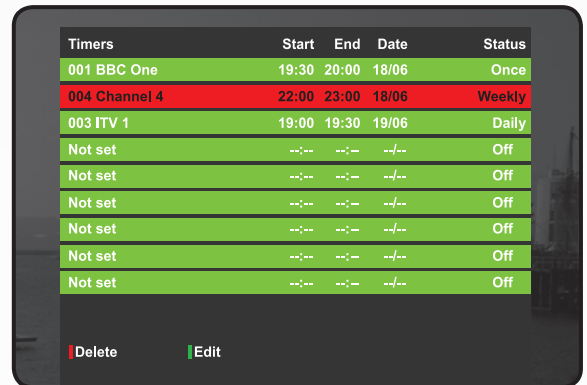 Timers Start End Date Status
001 BBC One 19:30 20:00 18/06 Once
004 Channel 4 22:00 23:00 18/06 Weekly
003 ITV 1 19:00 19:30 19/06 Daily
Not set --:-- --:-- --/-- Off
Not set --:-- --:-- --/-- Off
Not set --:-- --:-- --/-- Off
Not set --:-- --:-- --/-- Off
Not set --:-- --:-- --/-- Off
Not set --:-- --:-- --/-- Off
Delete Edit